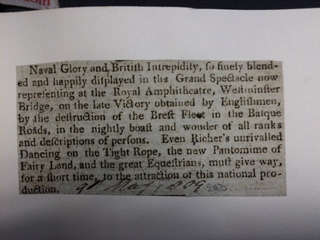 Naval Glory and British Intrepidity, ſo finely blend-
ed and happily diſplayed in the Grand Spectacle now
repreſenting at the Royal Amphitheatre, Weſtminſter
Bridge, on the late Victory obtained by Engliſhmen,
by the deſtruction of the Breſt Fleet in the Baſque
Roads, in the nightly boaſt and wonder of all ranks
and deſcriptions of perſons. Even Richer's unrivalled
Dancing on the Tight-Rope, the new Pantomime of
Fairy Land, and the great Equeſtrians, muſt give way,
for a ſhort time, to the attraction of this national pro-
duction. 9th May 1809